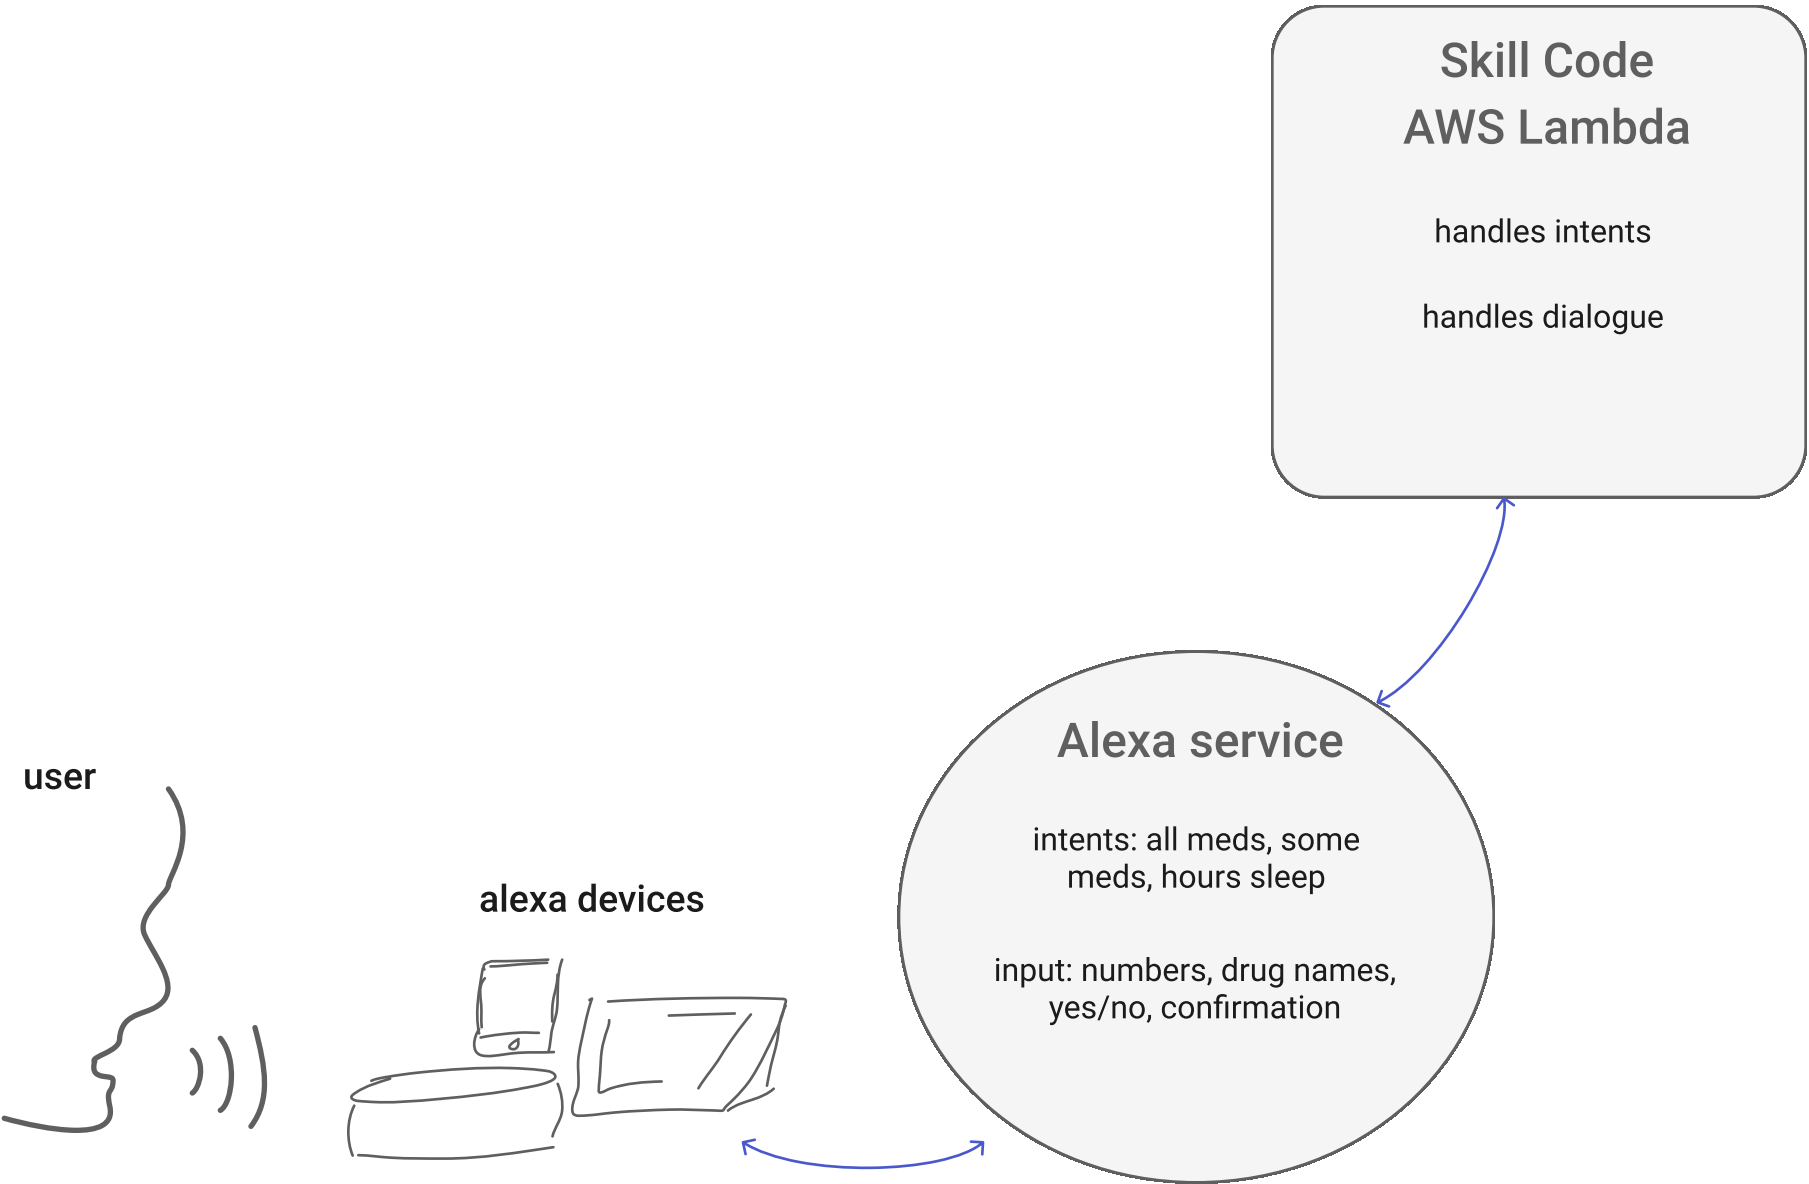 Skill Code
AWS Lambda
handles intents
handles dialogue
Alexa service
intents: all meds, some
meds, hours sleep
input: numbers, drug names,
yes/no, confirmation
user
alexa devices